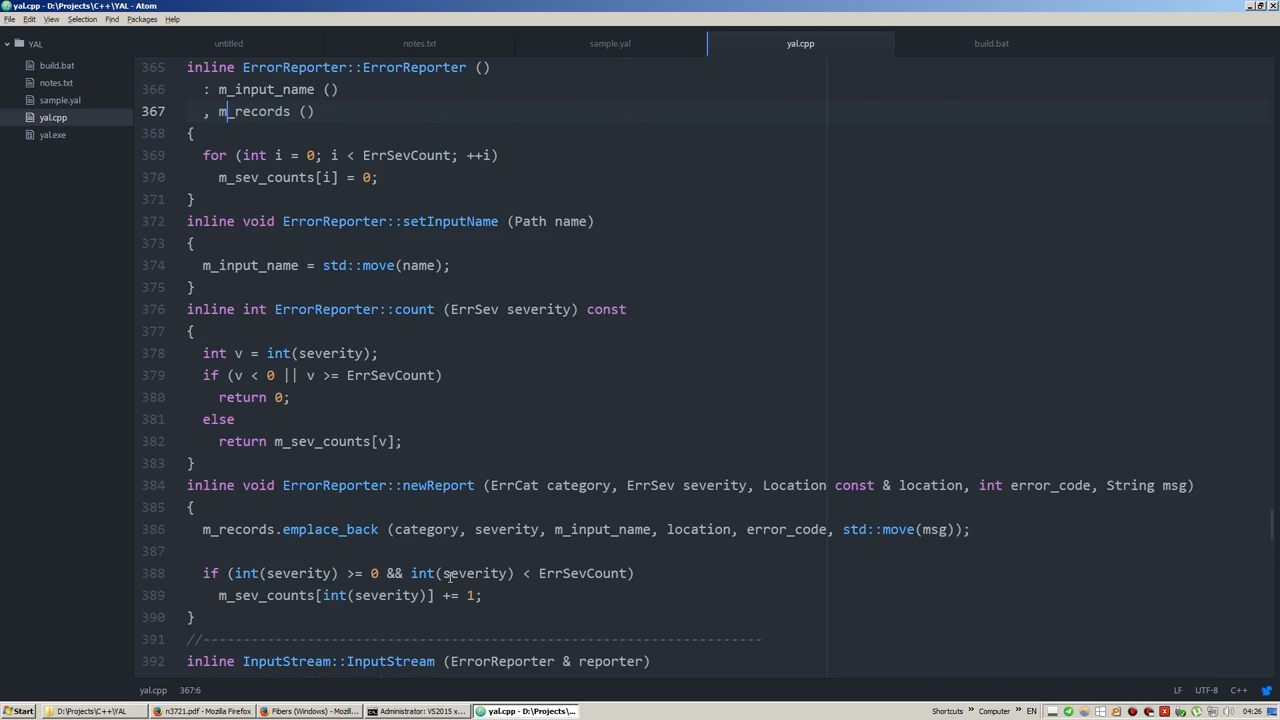 yal.cpp - D:\Projects\C++\YAL - Atom
File Edit View Selection Find Packages Help
YAL
untitled notes.txt sample.yal yal.cpp build.bat
build.bat
notes.txt
sample.yal
yal.cpp
yal.exe
365 inline ErrorReporter::ErrorReporter ()
366 : m_input_name ()
367 , m_records ()
368 {
369 for (int i = 0; i < ErrSevCount; ++i)
370 m_sev_counts[i] = 0;
371 }
372 inline void ErrorReporter::setInputName (Path name)
373 {
374 m_input_name = std::move(name);
375 }
376 inline int ErrorReporter::count (ErrSev severity) const
377 {
378 int v = int(severity);
379 if (v < 0 || v >= ErrSevCount)
380 return 0;
381 else
382 return m_sev_counts[v];
383 }
384 inline void ErrorReporter::newReport (ErrCat category, ErrSev severity, Location const & location, int error_code, String msg)
385 {
386 m_records.emplace_back (category, severity, m_input_name, location, error_code, std::move(msg));
387
388 if (int(severity) >= 0 && int(severity) < ErrSevCount)
389 m_sev_counts[int(severity)] += 1;
390 }
391 //----------------------------------------------------------------------
392 inline InputStream::InputStream (ErrorReporter & reporter)
yal.cpp 367:6 LF UTF-8 C++
Start D:\Projects\C++\YAL n3721.pdf - Mozilla Firefox Fibers (Windows) - Mozill... Administrator: VS2015 x... yal.cpp - D:\Projects\... Shortcuts » Computer » EN 04:26